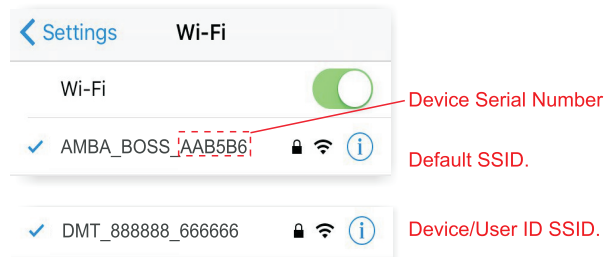 Settings Wi-Fi
Wi-Fi
Device Serial Number
AMBA_BOSS_AAB5B6
Default SSID.
DMT_888888_666666 Device/User ID SSID.